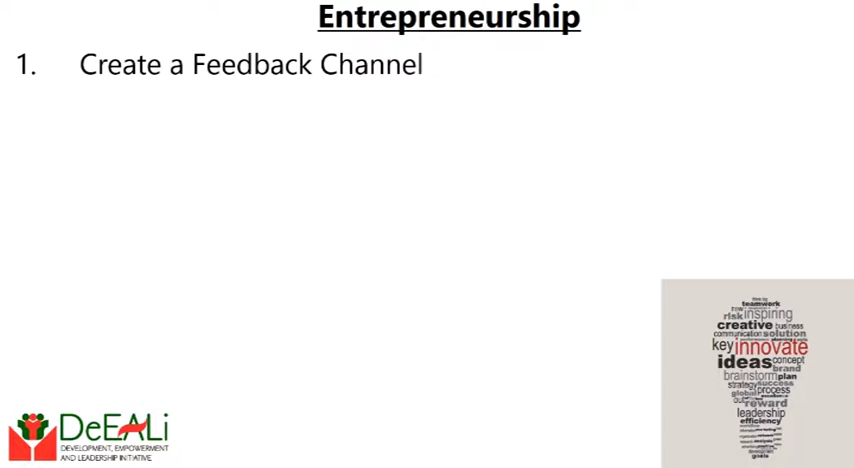 Entrepreneurship
1. Create a Feedback Channel
teamwork
risk inspiring
creative business
communication solution
key innovate
ideas concept
brand
brainstorm plan
strategy success
global process
reward
leadership
efficiency
goals
DeEALi
DEVELOPMENT, EMPOWERMENT
AND LEADERSHIP INITIATIVE